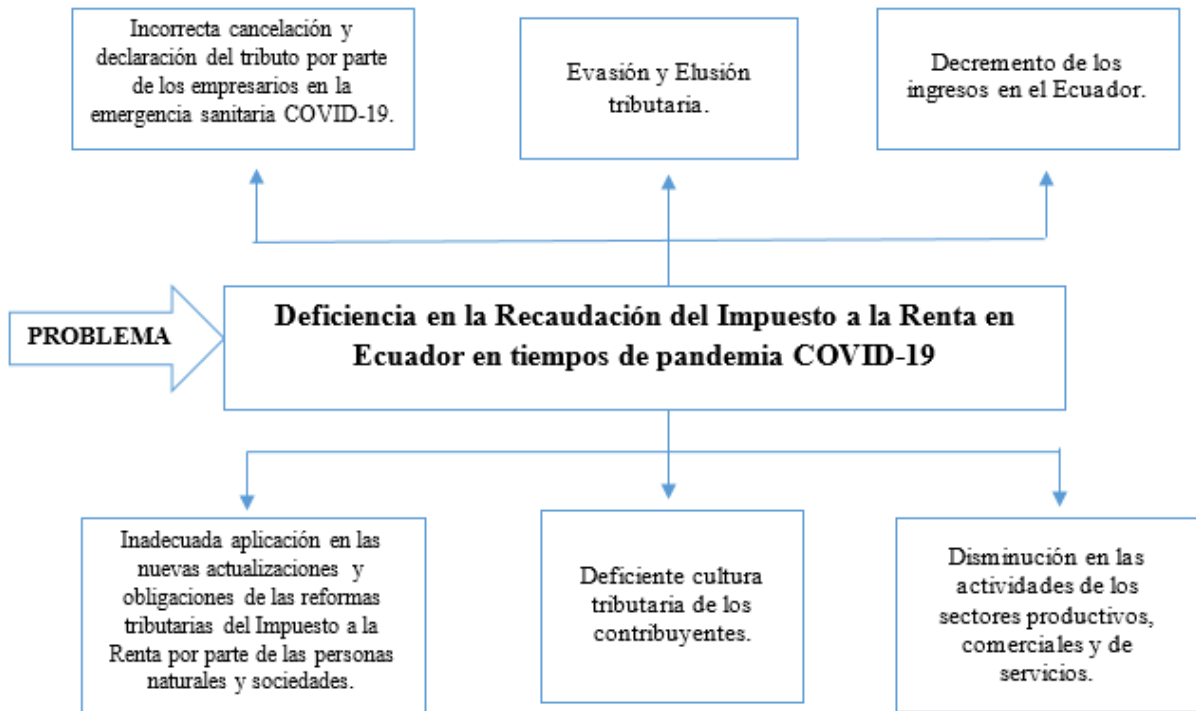 Incorrecta cancelación y
declaración del tributo por parte
de los empresarios en la
emergencia sanitaria COVID-19.
Evasión y Elusión
tributaria.
Decremento de los
ingresos en el Ecuador.
PROBLEMA
Deficiencia en la Recaudación del Impuesto a la Renta en
Ecuador en tiempos de pandemia COVID-19
Inadecuada aplicación en las
nuevas actualizaciones y
obligaciones de las reformas
tributarias del Impuesto a la
Renta por parte de las personas
naturales y sociedades.
Deficiente cultura
tributaria de los
contribuyentes.
Disminución en las
actividades de los
sectores productivos,
comerciales y de
servicios.